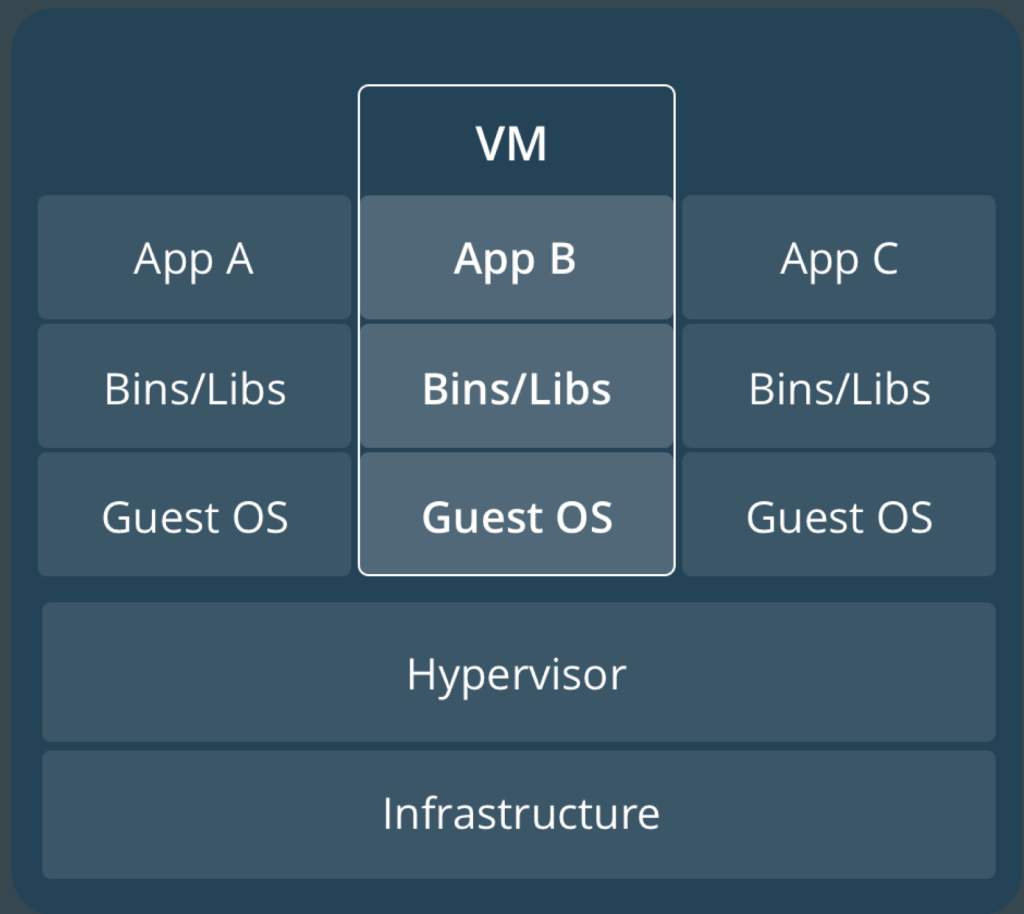 VM
App A
App B
App C
Bins/Libs
Bins/Libs
Bins/Libs
Guest OS
Guest OS
Guest OS
Hypervisor
Infrastructure